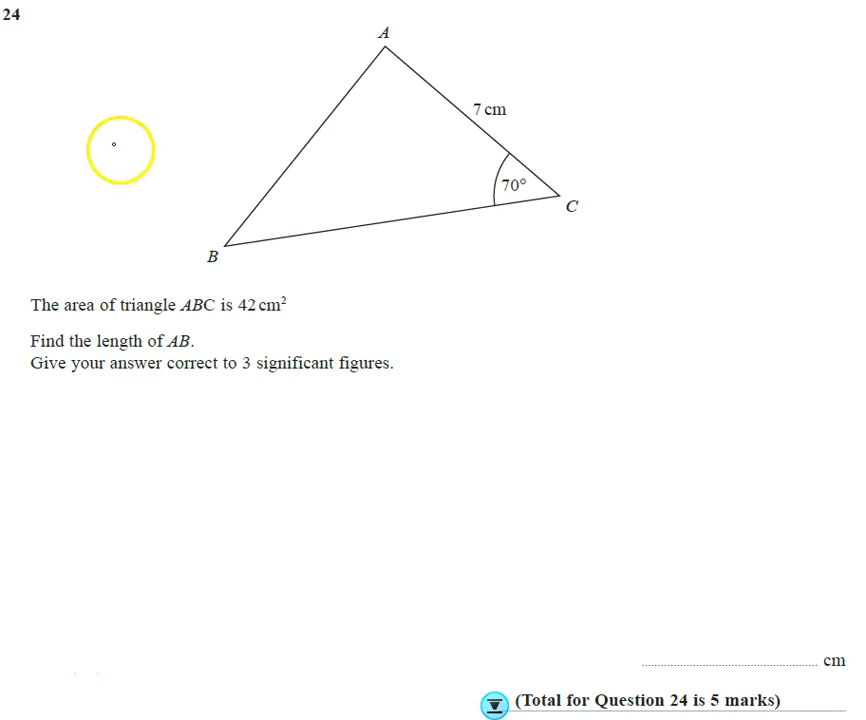 24
A
7 cm
70°
C
B
The area of triangle ABC is 42 cm²
Find the length of AB.
Give your answer correct to 3 significant figures.
............................................................ cm
(Total for Question 24 is 5 marks)